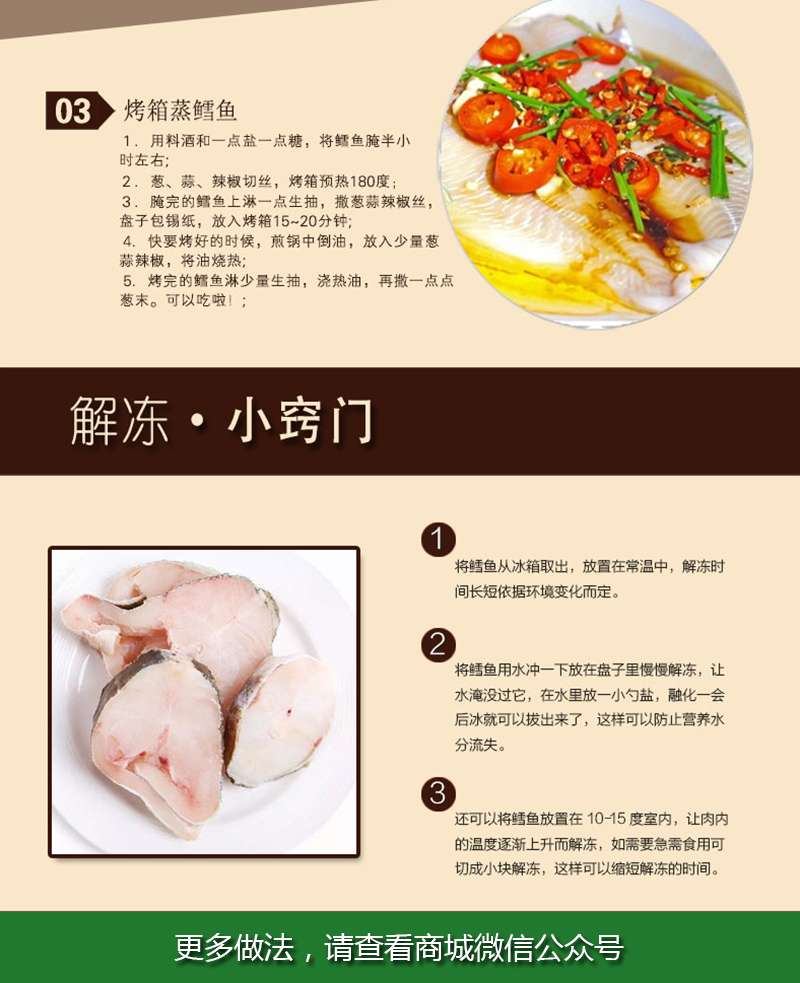 03 烤箱蒸鳕鱼
1．用料酒和一点盐一点糖，将鳕鱼腌半小
时左右;
2．葱、蒜、辣椒切丝，烤箱预热180度;
3．腌完的鳕鱼上淋一点生抽，撒葱蒜辣椒丝，
盘子包锡纸，放入烤箱15~20分钟;
4．快要烤好的时候，煎锅中倒油，放入少量葱
蒜辣椒，将油烧热;
5．烤完的鳕鱼淋少量生抽，浇热油，再撒一点点
葱末。可以吃啦！;
解冻·小窍门
1
将鳕鱼从冰箱取出，放置在常温中，解冻时
间长短依据环境变化而定。
2
将鳕鱼用水冲一下放在盘子里慢慢解冻，让
水淹没过它，在水里放一小勺盐，融化一会
后冰就可以拔出来了，这样可以防止营养水
分流失。
3
还可以将鳕鱼放置在 10-15 度室内，让肉内
的温度逐渐上升而解冻，如需要急需食用可
切成小块解冻，这样可以缩短解冻的时间。
更多做法，请查看商城微信公众号